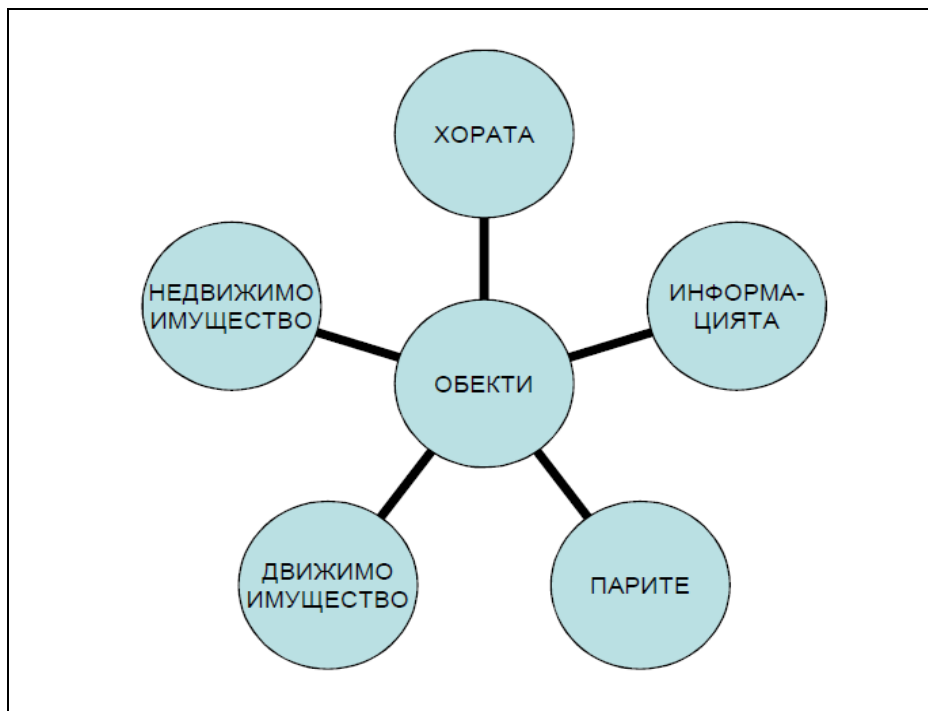 ХОРАТА
НЕДВИЖИМО
ИМУЩЕСТВО
ИНФОРМА-
ЦИЯТА
ОБЕКТИ
ДВИЖИМО
ИМУЩЕСТВО
ПАРИТЕ